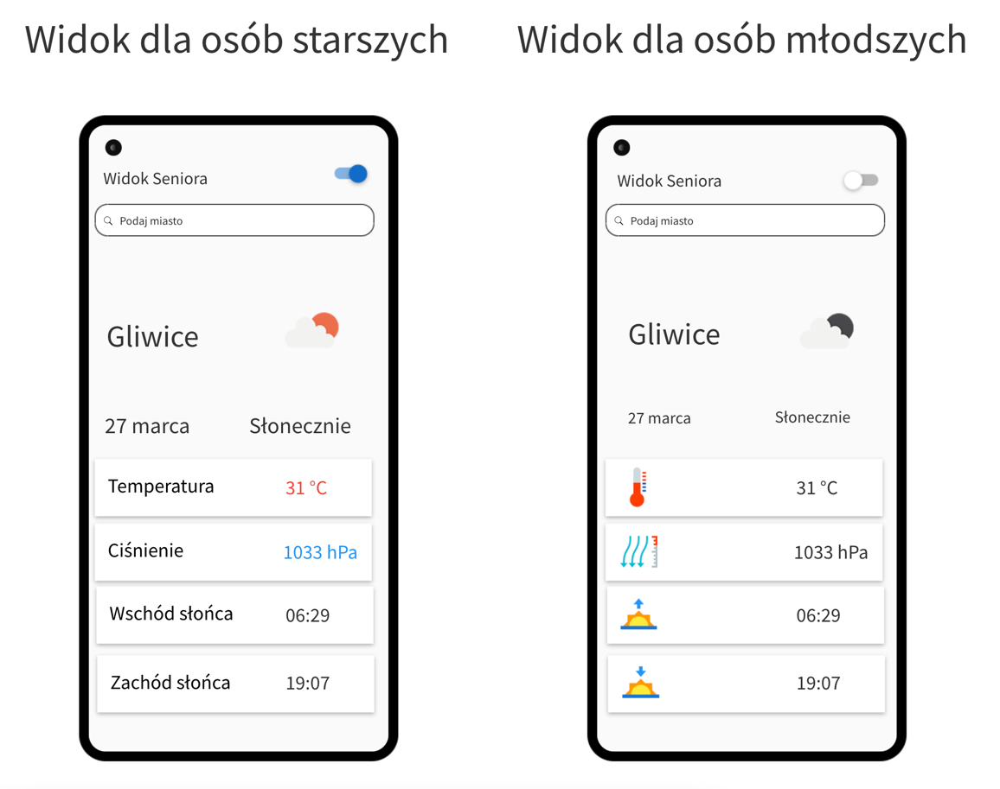 Widok dla osób starszych
Widok Seniora
Podaj miasto
Gliwice
27 marca Słonecznie
Temperatura 31 °C
Ciśnienie 1033 hPa
Wschód słońca 06:29
Zachód słońca 19:07
Widok dla osób młodszych
Widok Seniora
Podaj miasto
Gliwice
27 marca Słonecznie
31 °C
1033 hPa
06:29
19:07